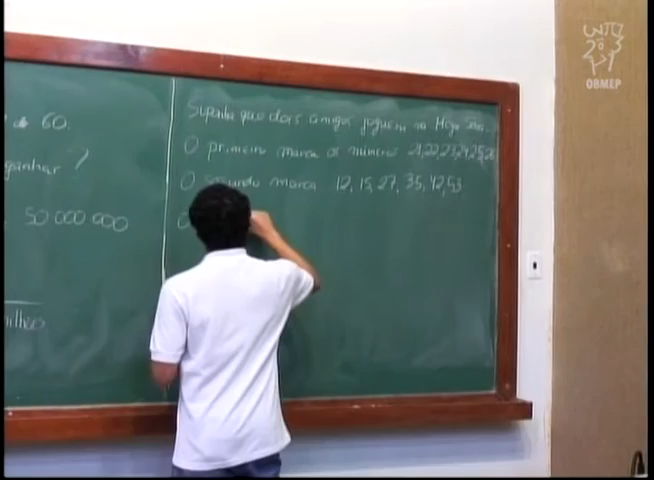 de 60.
ganhar
50 000 000
milhão
Suponha que dois amigos joguem na Mega Sena.
O primeiro marca os números 21,22,23,24,25,26
O segundo marca 12, 15, 27, 35, 42, 53
O
OBMEP